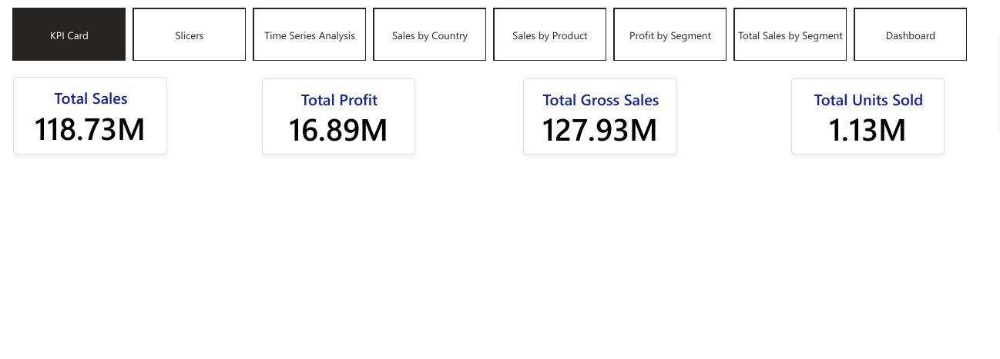 KPI Card
Slicers
Time Series Analysis
Sales by Country
Sales by Product
Profit by Segment
Total Sales by Segment
Dashboard
Total Sales
118.73M
Total Profit
16.89M
Total Gross Sales
127.93M
Total Units Sold
1.13M